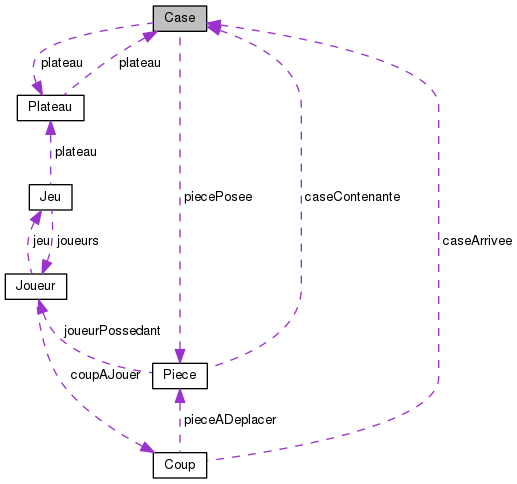 Case
plateau
plateau
Plateau
plateau
piecePosee
caseContenante
Jeu
jeu
joueurs
caseArrivee
Joueur
joueurPossedant
coupAJouer
Piece
pieceADeplacer
Coup